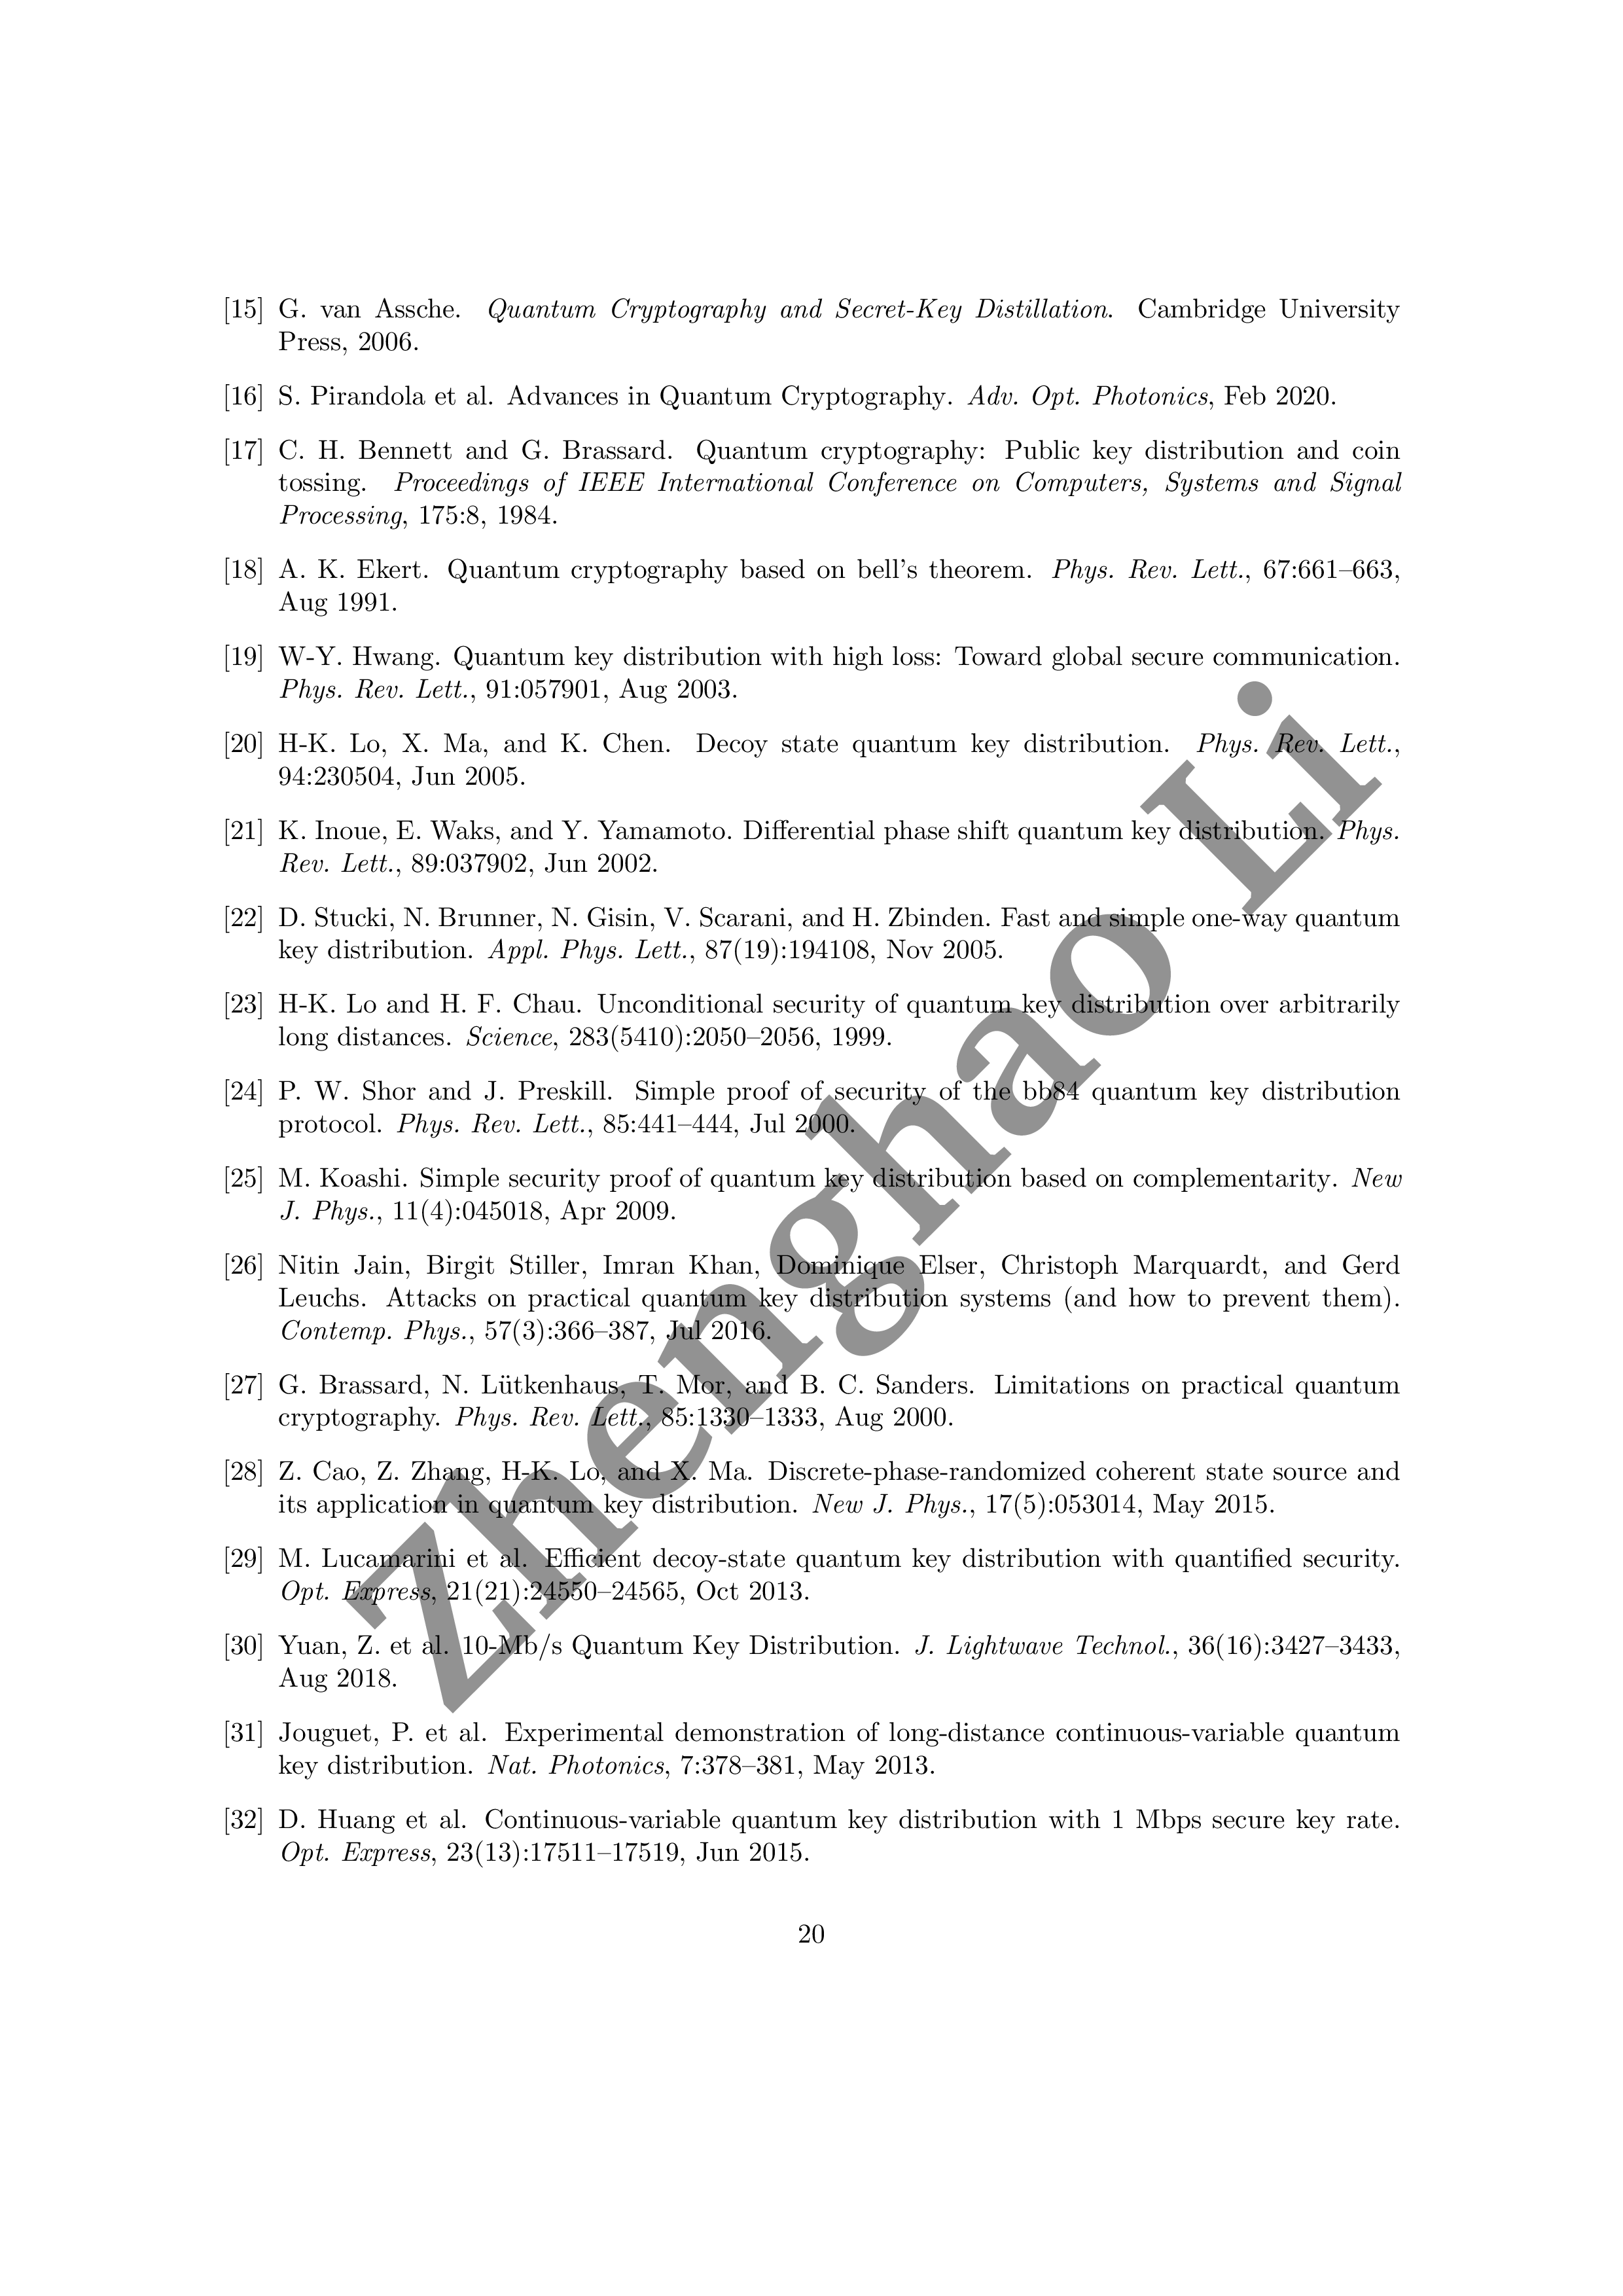 [15] G. van Assche. Quantum Cryptography and Secret-Key Distillation. Cambridge University
Press, 2006.
[16] S. Pirandola et al. Advances in Quantum Cryptography. Adv. Opt. Photonics, Feb 2020.
[17] C. H. Bennett and G. Brassard. Quantum cryptography: Public key distribution and coin
tossing. Proceedings of IEEE International Conference on Computers, Systems and Signal
Processing, 175:8, 1984.
[18] A. K. Ekert. Quantum cryptography based on bell's theorem. Phys. Rev. Lett., 67:661–663,
Aug 1991.
[19] W-Y. Hwang. Quantum key distribution with high loss: Toward global secure communication.
Phys. Rev. Lett., 91:057901, Aug 2003.
[20] H-K. Lo, X. Ma, and K. Chen. Decoy state quantum key distribution. Phys. Rev. Lett.,
94:230504, Jun 2005.
[21] K. Inoue, E. Waks, and Y. Yamamoto. Differential phase shift quantum key distribution. Phys.
Rev. Lett., 89:037902, Jun 2002.
[22] D. Stucki, N. Brunner, N. Gisin, V. Scarani, and H. Zbinden. Fast and simple one-way quantum
key distribution. Appl. Phys. Lett., 87(19):194108, Nov 2005.
[23] H-K. Lo and H. F. Chau. Unconditional security of quantum key distribution over arbitrarily
long distances. Science, 283(5410):2050–2056, 1999.
[24] P. W. Shor and J. Preskill. Simple proof of security of the bb84 quantum key distribution
protocol. Phys. Rev. Lett., 85:441–444, Jul 2000.
[25] M. Koashi. Simple security proof of quantum key distribution based on complementarity. New
J. Phys., 11(4):045018, Apr 2009.
[26] Nitin Jain, Birgit Stiller, Imran Khan, Dominique Elser, Christoph Marquardt, and Gerd
Leuchs. Attacks on practical quantum key distribution systems (and how to prevent them).
Contemp. Phys., 57(3):366–387, Jul 2016.
[27] G. Brassard, N. Lütkenhaus, T. Mor, and B. C. Sanders. Limitations on practical quantum
cryptography. Phys. Rev. Lett., 85:1330–1333, Aug 2000.
[28] Z. Cao, Z. Zhang, H-K. Lo, and X. Ma. Discrete-phase-randomized coherent state source and
its application in quantum key distribution. New J. Phys., 17(5):053014, May 2015.
[29] M. Lucamarini et al. Efficient decoy-state quantum key distribution with quantified security.
Opt. Express, 21(21):24550–24565, Oct 2013.
[30] Yuan, Z. et al. 10-Mb/s Quantum Key Distribution. J. Lightwave Technol., 36(16):3427–3433,
Aug 2018.
[31] Jouguet, P. et al. Experimental demonstration of long-distance continuous-variable quantum
key distribution. Nat. Photonics, 7:378–381, May 2013.
[32] D. Huang et al. Continuous-variable quantum key distribution with 1 Mbps secure key rate.
Opt. Express, 23(13):17511–17519, Jun 2015.
20
Zhenghao Li